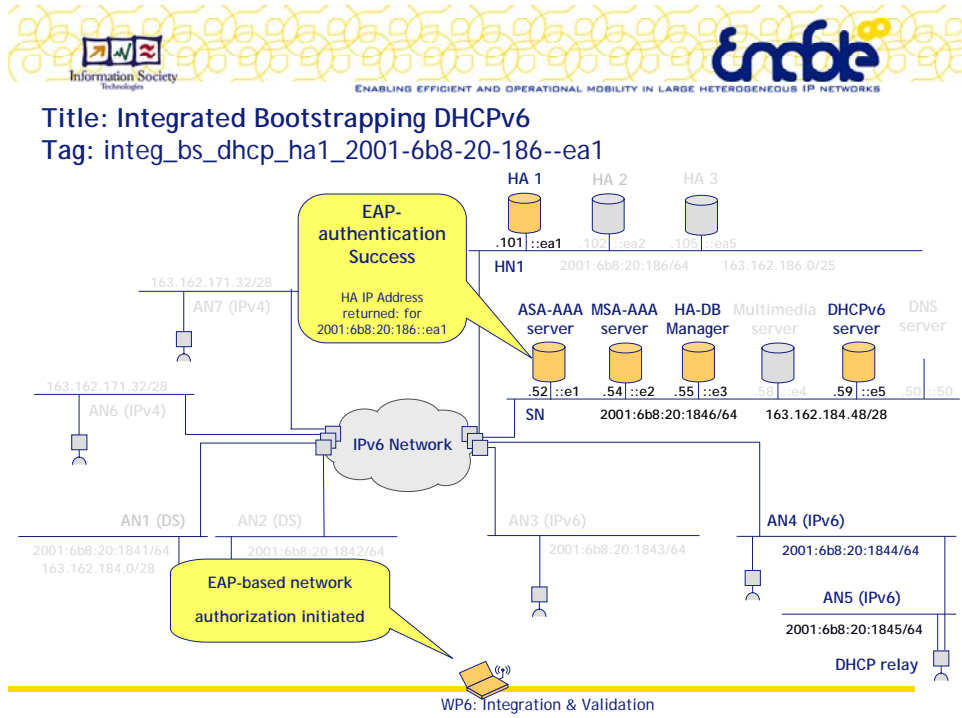 Information Society
Technologies
Enable
ENABLING EFFICIENT AND OPERATIONAL MOBILITY IN LARGE HETEROGENEOUS IP NETWORKS
Title: Integrated Bootstrapping DHCPv6
Tag: integ_bs_dhcp_ha1_2001-6b8-20-186--ea1
HA 1 HA 2 HA 3
EAP-
authentication
Success
HA IP Address
returned: for
2001:6b8:20:186::ea1
.101 ::ea1 .102 ::ea2 .105 ::ea5
HN1 2001:6b8:20:186/64 163.162.186.0/25
163.162.171.32/28
AN7 (IPv4)
ASA-AAA MSA-AAA HA-DB Multimedia DHCPv6 DNS
server server Manager server server server
.52 ::e1 .54 ::e2 .55 ::e3 .58 ::e4 .59 ::e5 .50 ::50
SN 2001:6b8:20:1846/64 163.162.184.48/28
163.162.171.32/28
AN6 (IPv4)
IPv6 Network
AN1 (DS) AN2 (DS) AN3 (IPv6) AN4 (IPv6)
2001:6b8:20:1841/64 2001:6b8:20:1842/64 2001:6b8:20:1843/64 2001:6b8:20:1844/64
163.162.184.0/28
EAP-based network
authorization initiated
AN5 (IPv6)
2001:6b8:20:1845/64
DHCP relay
WP6: Integration & Validation